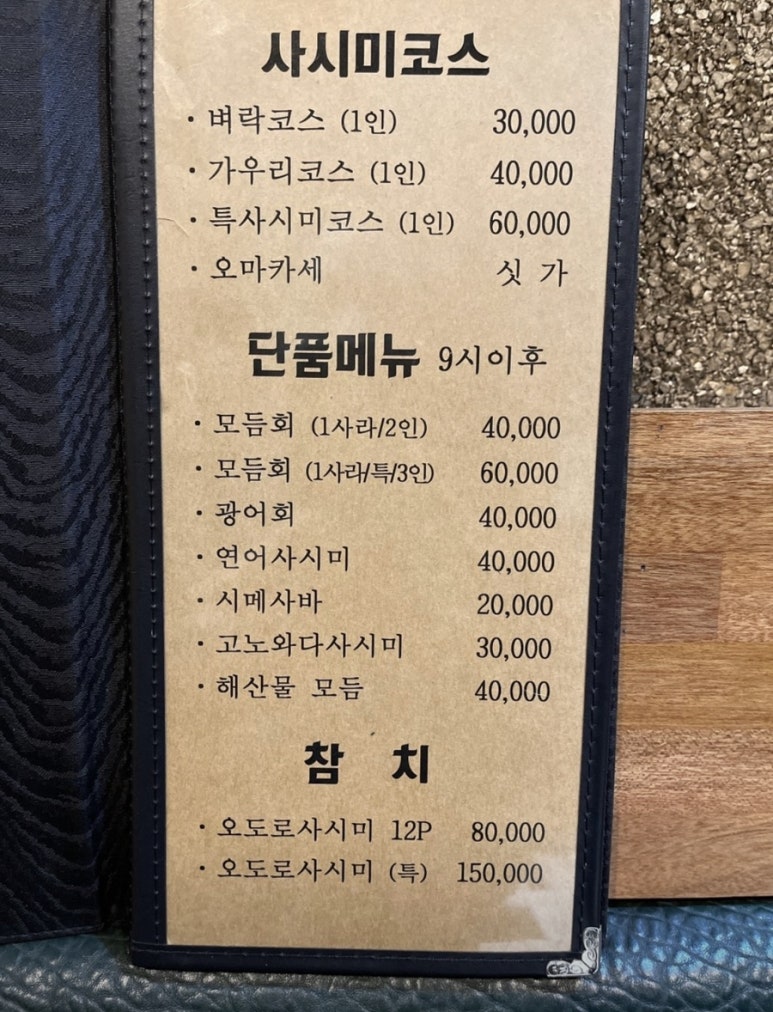 사시미코스
· 벼락코스 (1인) 30,000
· 가우리코스 (1인) 40,000
· 특사시미코스 (1인) 60,000
· 오마카세 싯 가
단품메뉴 9시이후
· 모듬회 (1사라/2인) 40,000
· 모듬회 (1사라/특/3인) 60,000
· 광어회 40,000
· 연어사시미 40,000
· 시메사바 20,000
· 고노와다사시미 30,000
· 해산물 모듬 40,000
참 치
· 오도로사시미 12P 80,000
· 오도로사시미 (특) 150,000